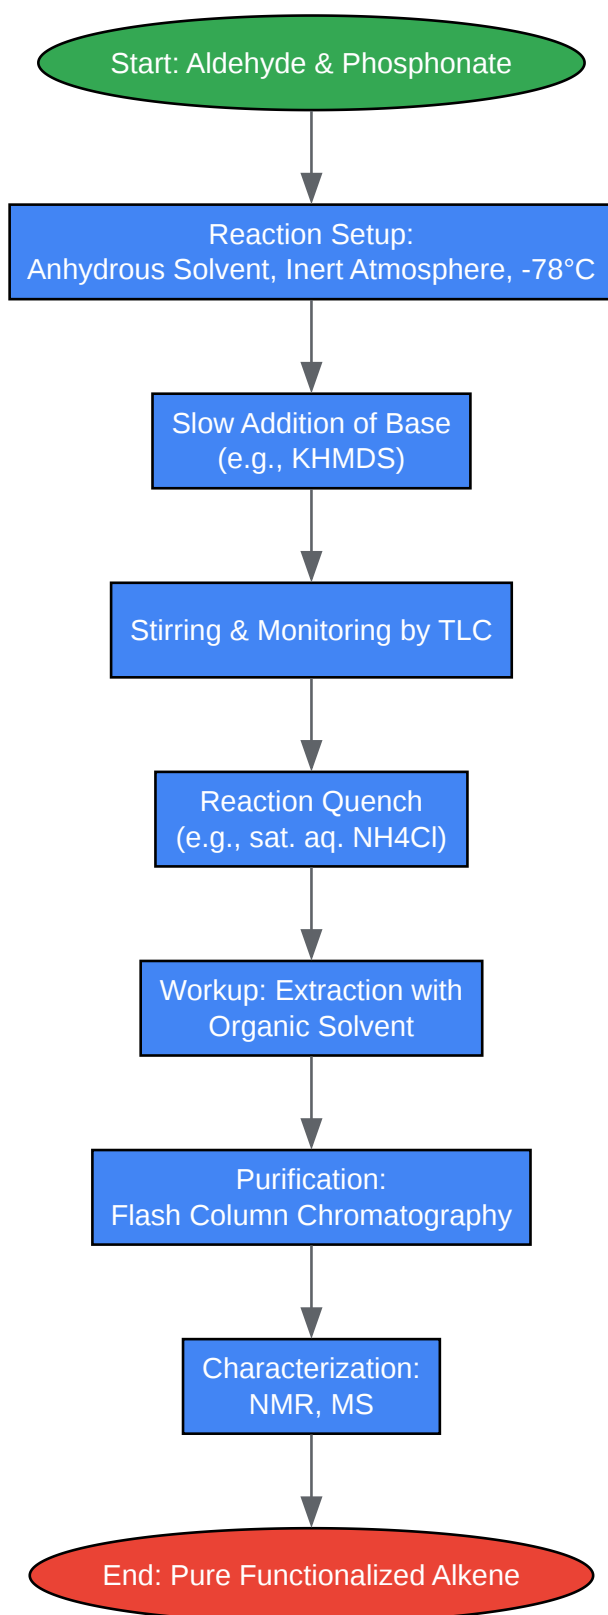 Start: Aldehyde & Phosphonate
Reaction Setup:
Anhydrous Solvent, Inert Atmosphere, -78°C
Slow Addition of Base
(e.g., KHMDS)
Stirring & Monitoring by TLC
Reaction Quench
(e.g., sat. aq. NH4Cl)
Workup: Extraction with
Organic Solvent
Purification:
Flash Column Chromatography
Characterization:
NMR, MS
End: Pure Functionalized Alkene